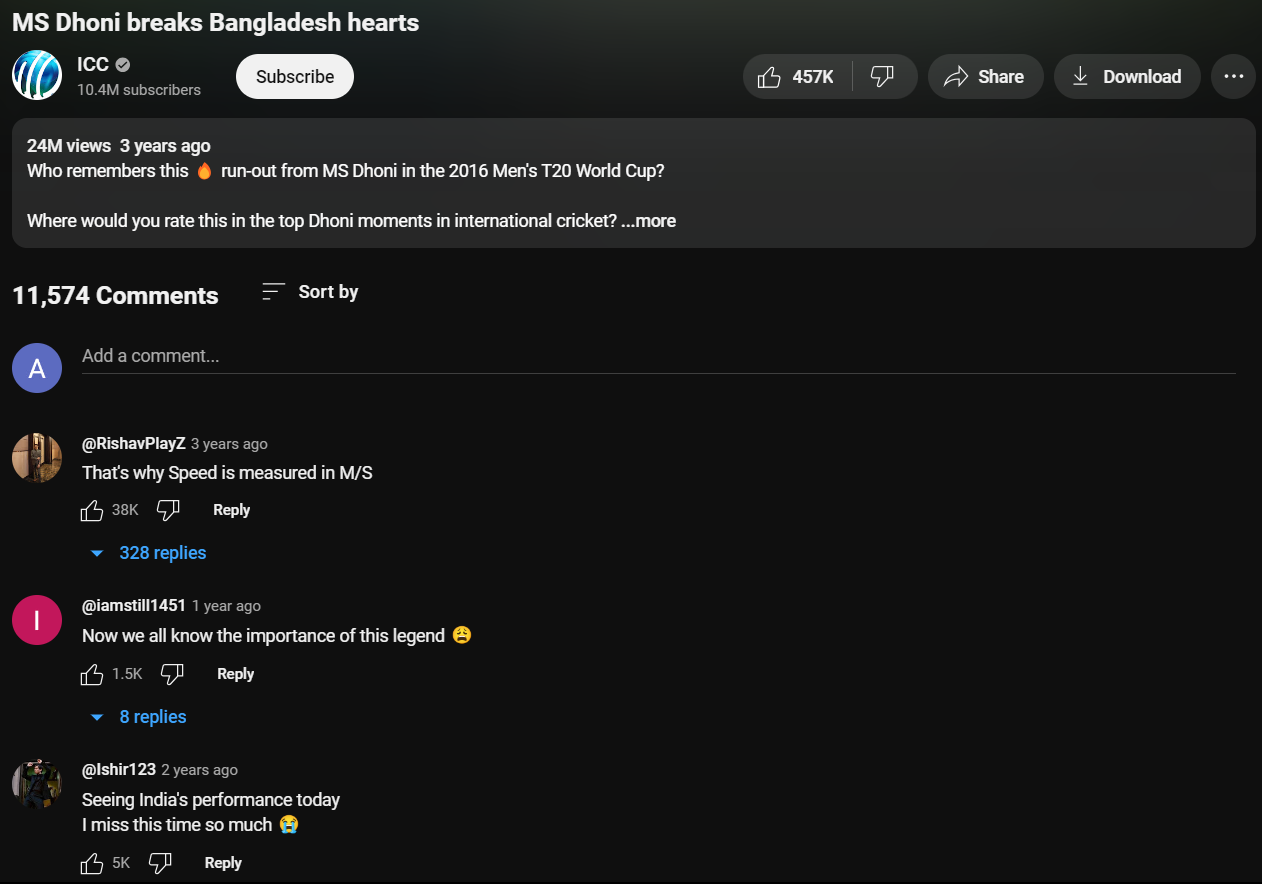 MS Dhoni breaks Bangladesh hearts
ICC
10.4M subscribers
Subscribe
457K
Share
Download
24M views 3 years ago
Who remembers this 🔥 run-out from MS Dhoni in the 2016 Men's T20 World Cup?
Where would you rate this in the top Dhoni moments in international cricket? ...more
11,574 Comments
Sort by
A
Add a comment...
@RishavPlayZ 3 years ago
That's why Speed is measured in M/S
38K
Reply
328 replies
I
@iamstill1451 1 year ago
Now we all know the importance of this legend 😩
1.5K
Reply
8 replies
@Ishir123 2 years ago
Seeing India's performance today
I miss this time so much 😭
5K
Reply